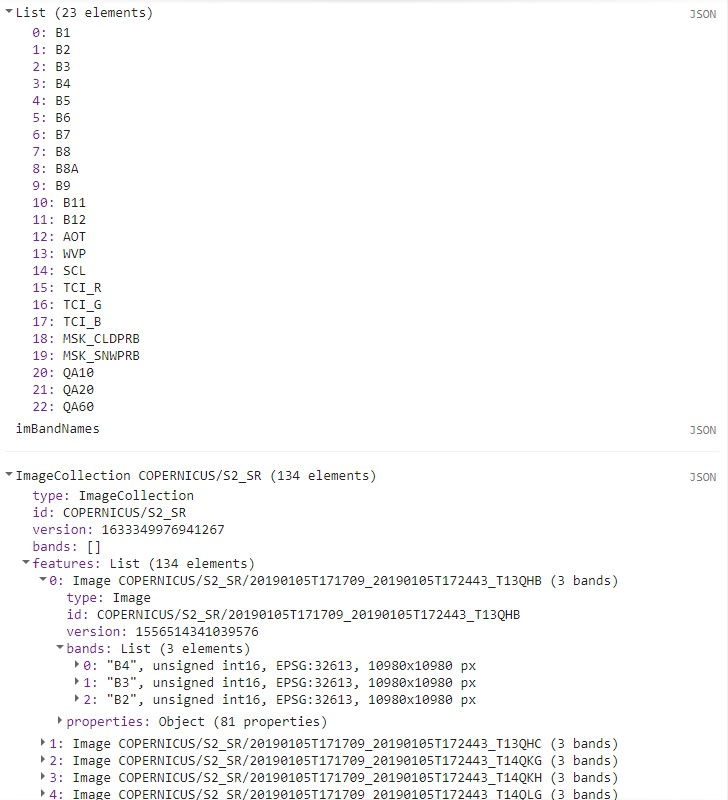 List (23 elements) JSON
0: B1
1: B2
2: B3
3: B4
4: B5
5: B6
6: B7
7: B8
8: B8A
9: B9
10: B11
11: B12
12: AOT
13: WVP
14: SCL
15: TCI_R
16: TCI_G
17: TCI_B
18: MSK_CLDPRB
19: MSK_SNWPRB
20: QA10
21: QA20
22: QA60
imBandNames JSON
ImageCollection COPERNICUS/S2_SR (134 elements) JSON
type: ImageCollection
id: COPERNICUS/S2_SR
version: 1633349976941267
bands: []
features: List (134 elements)
0: Image COPERNICUS/S2_SR/20190105T171709_20190105T172443_T13QHB (3 bands)
type: Image
id: COPERNICUS/S2_SR/20190105T171709_20190105T172443_T13QHB
version: 1556514341039576
bands: List (3 elements)
0: "B4", unsigned int16, EPSG:32613, 10980x10980 px
1: "B3", unsigned int16, EPSG:32613, 10980x10980 px
2: "B2", unsigned int16, EPSG:32613, 10980x10980 px
properties: Object (81 properties)
1: Image COPERNICUS/S2_SR/20190105T171709_20190105T172443_T13QHC (3 bands)
2: Image COPERNICUS/S2_SR/20190105T171709_20190105T172443_T14QKG (3 bands)
3: Image COPERNICUS/S2_SR/20190105T171709_20190105T172443_T14QKH (3 bands)
4: Image COPERNICUS/S2_SR/20190105T171709_20190105T172443_T14QLG (3 bands)